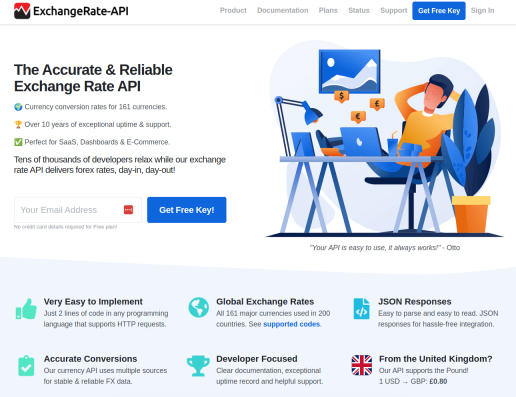 ExchangeRate-API
Product Documentation Plans Status Support Get Free Key Sign In
The Accurate & Reliable
Exchange Rate API
Currency conversion rates for 161 currencies.
Over 10 years of exceptional uptime & support.
Perfect for SaaS, Dashboards & E-Commerce.
Tens of thousands of developers relax while our exchange
rate API delivers forex rates, day-in, day-out!
Your Email Address
Get Free Key!
No credit card details required for Free plan!
$
€
€
"Your API is easy to use, it always works!" - Otto
Very Easy to Implement
Just 2 lines of code in any programming
language that supports HTTP requests.
Global Exchange Rates
All 161 major currencies used in 200
countries. See supported codes.
JSON Responses
Easy to parse and easy to read. JSON
responses for hassle-free integration.
Accurate Conversions
Our currency API uses multiple sources
for stable & reliable FX data.
Developer Focused
Clear documentation, exceptional
uptime record and helpful support.
From the United Kingdom?
Our API supports the Pound!
1 USD → GBP: £0.80